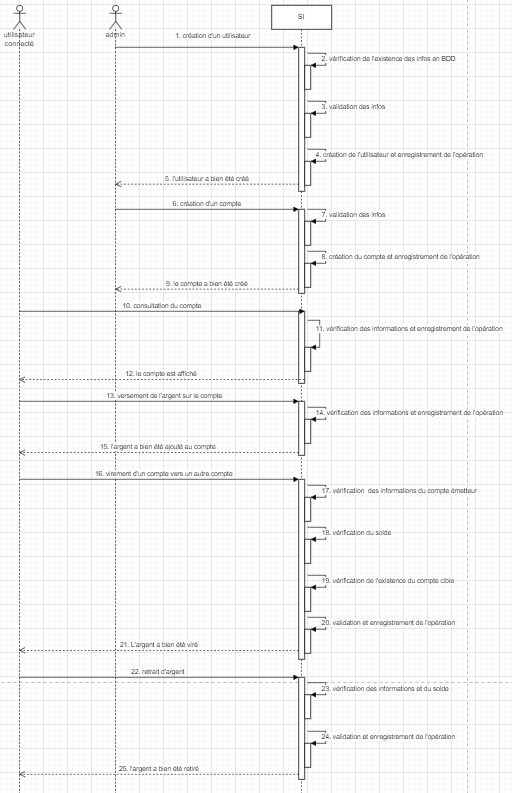 utilisateur
connecté
admin
SI
1. création d'un utilisateur
2. vérification de l'existence des infos en BDD
3. validation des infos
4. création de l'utilisateur et enregistrement de l'opération
5. l'utilisateur a bien été créé
6. création d'un compte
7. validation des infos
8. création du compte et enregistrement de l'opération
9. le compte a bien été créé
10. consultation du compte
11. vérification des informations et enregistrement de l'opération
12. le compte est affiché
13. versement de l'argent sur le compte
14. vérification des informations et enregistrement de l'opération
15. l'argent a bien été ajouté au compte
16. virement d'un compte vers un autre compte
17. vérification des informations du compte émetteur
18. vérification du solde
19. vérification de l'existence du compte cible
20. validation et enregistrement de l'opération
21. L'argent a bien été viré
22. retrait d'argent
23. vérification des informations et du solde
24. validation et enregistrement de l'opération
25. l'argent a bien été retiré